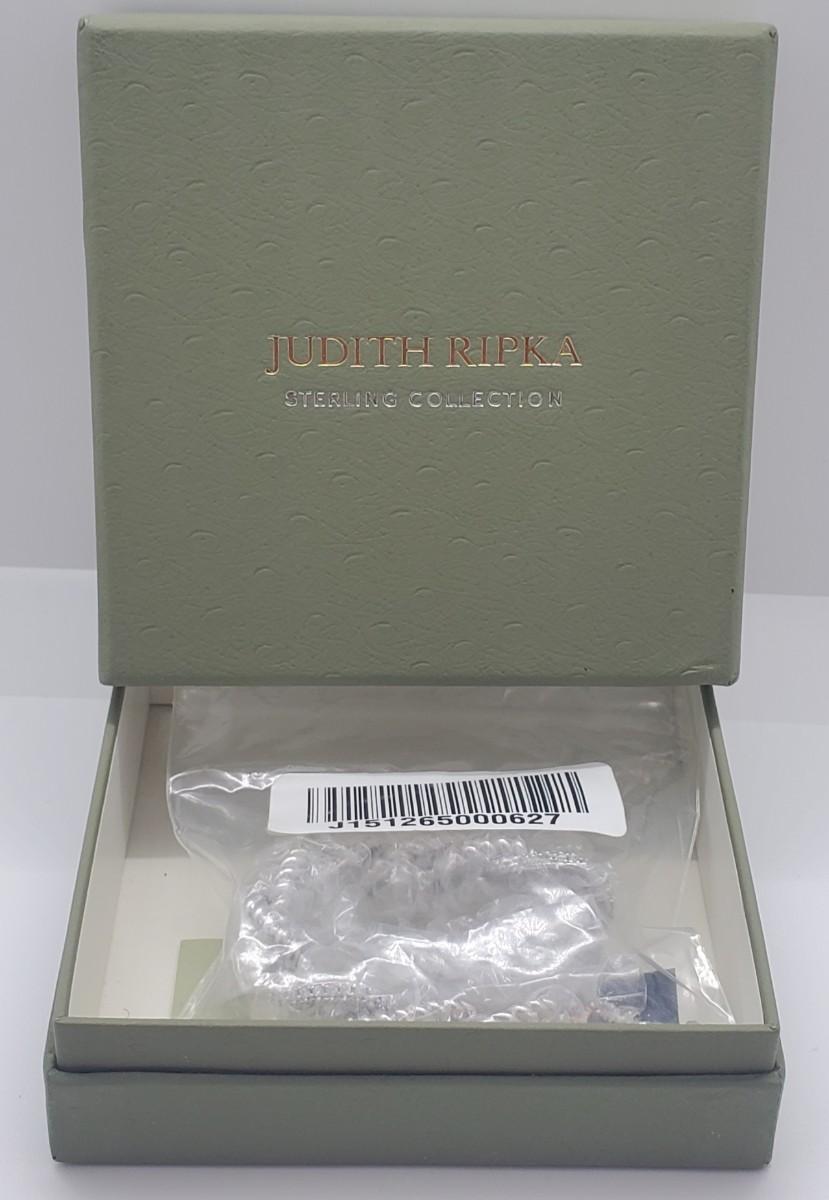 JUDITH RIPKA
STERLING COLLECTION
J151265000627